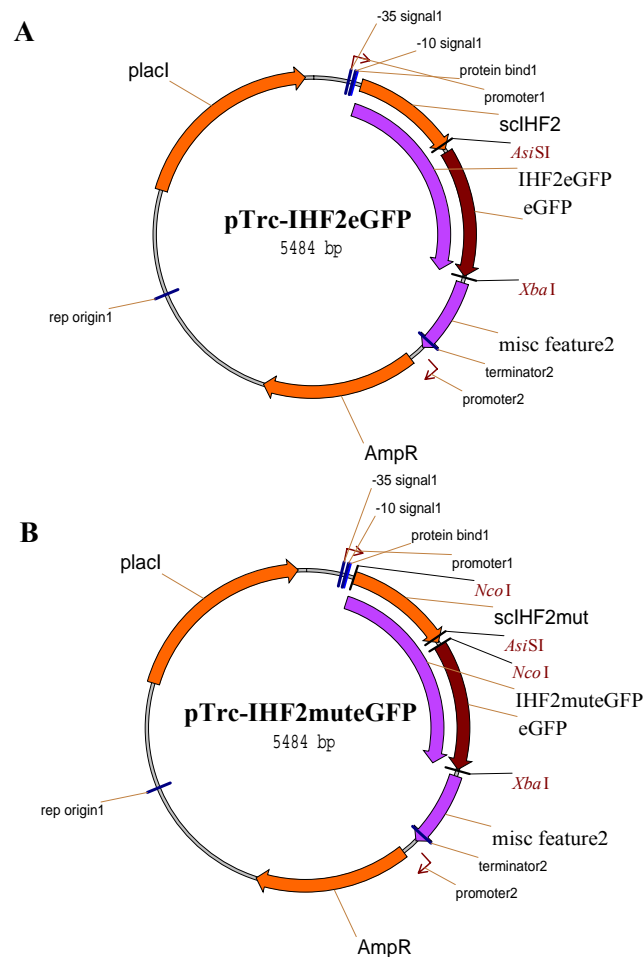 A
-35 signal1
-10 signal1
protein bind1
promoter1
placI
scIHF2
AsiSI
IHF2eGFP
eGFP
pTrc-IHF2eGFP
5484 bp
XbaI
rep origin1
misc feature2
terminator2
promoter2
AmpR
B
-35 signal1
-10 signal1
protein bind1
promoter1
placI
NcoI
scIHF2mut
AsiSI
NcoI
IHF2muteGFP
eGFP
pTrc-IHF2muteGFP
5484 bp
XbaI
rep origin1
misc feature2
terminator2
promoter2
AmpR